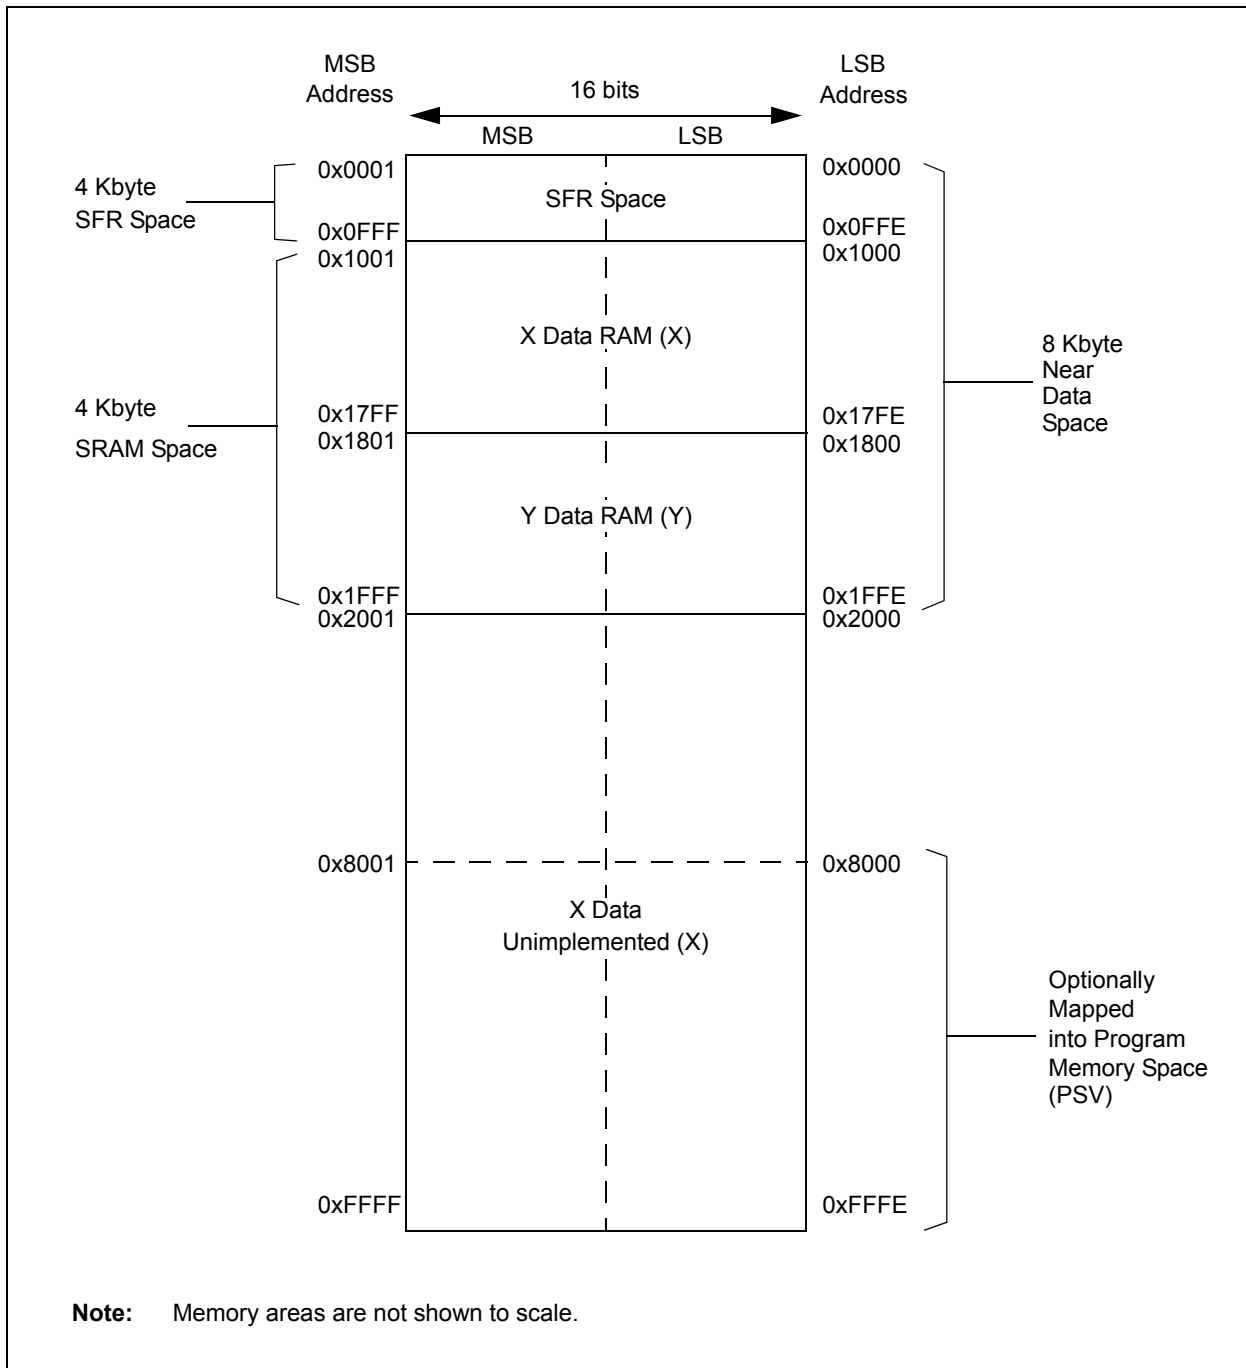 MSB
Address
LSB
Address
16 bits
MSB
LSB
0x0001
0x0000
4 Kbyte
SFR Space
SFR Space
0x0FFF
0x0FFE
0x1001
0x1000
X Data RAM (X)
8 Kbyte
Near
Data
Space
4 Kbyte
SRAM Space
0x17FF
0x17FE
0x1801
0x1800
Y Data RAM (Y)
0x1FFF
0x1FFE
0x2001
0x2000
0x8001
0x8000
X Data
Unimplemented (X)
Optionally
Mapped
into Program
Memory Space
(PSV)
0xFFFF
0xFFFE
Note: Memory areas are not shown to scale.